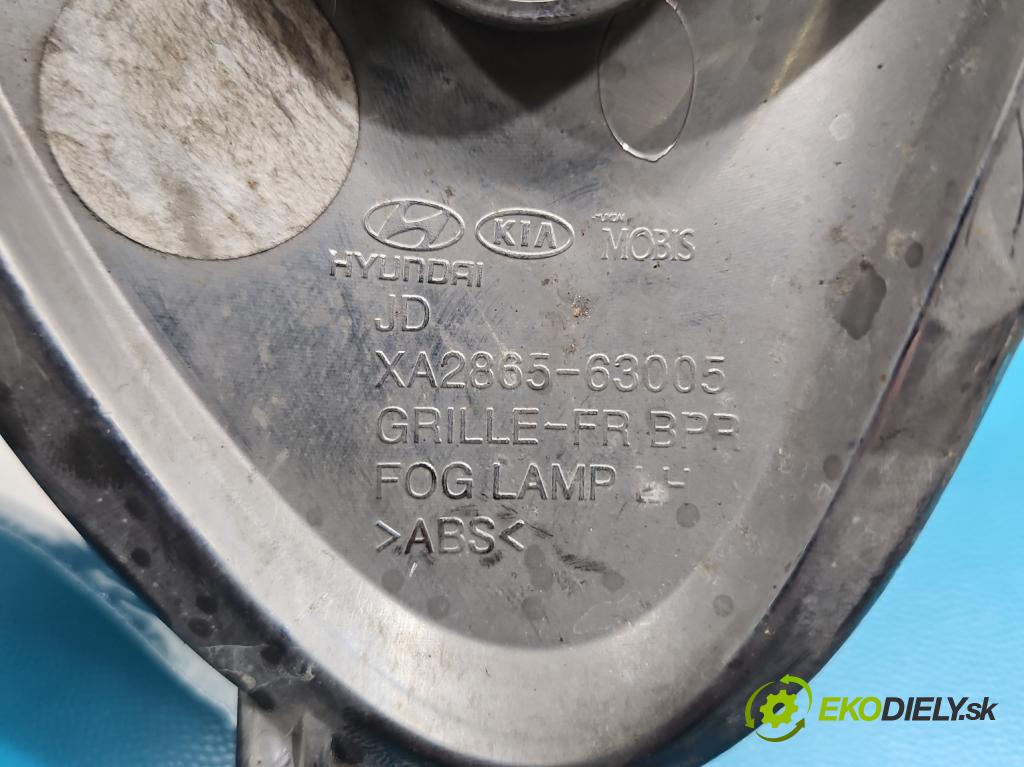 KIA MOBIS
HYUNDAI
JD
XA2865-63005
GRILLE-FR BPR
FOG LAMP LH
>ABS<
EKODIELY.sk